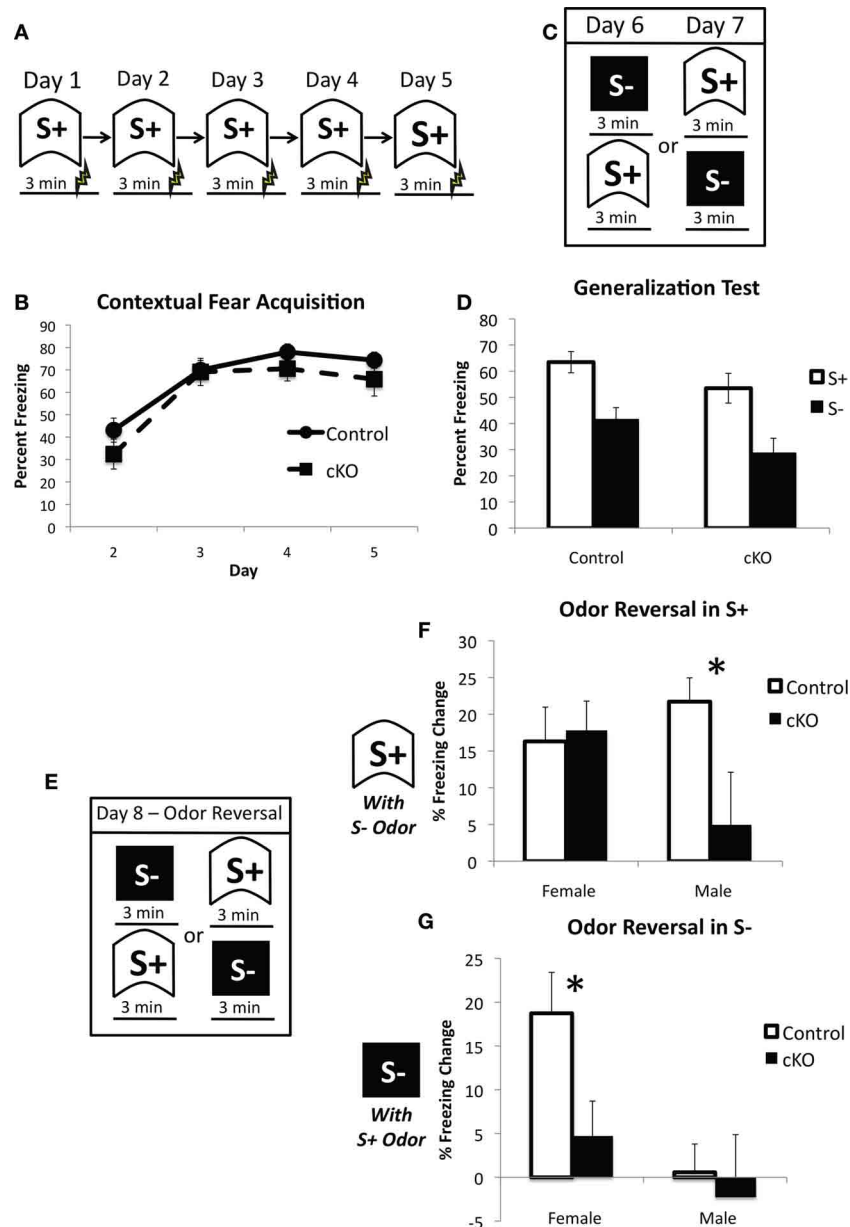 A
Day 1 Day 2 Day 3 Day 4 Day 5
S+ S+ S+ S+ S+
3 min 3 min 3 min 3 min 3 min
C
Day 6 Day 7
S- S+
3 min 3 min
or
S+ S-
3 min 3 min
B
Contextual Fear Acquisition
Percent Freezing
90
80
70
60
50
40
30
20
10
0
Control
cKO
2 3 4 5
Day
D
Generalization Test
Percent Freezing
80
70
60
50
40
30
20
10
0
S+
S-
Control cKO
E
Day 8 – Odor Reversal
S- S+
3 min 3 min
or
S+ S-
3 min 3 min
F
Odor Reversal in S+
S+
With
S- Odor
% Freezing Change
30
25
20
15
10
5
0
*
Control
cKO
Female Male
G
Odor Reversal in S-
S-
With
S+ Odor
% Freezing Change
25
20
15
10
5
0
-5
*
Control
cKO
Female Male